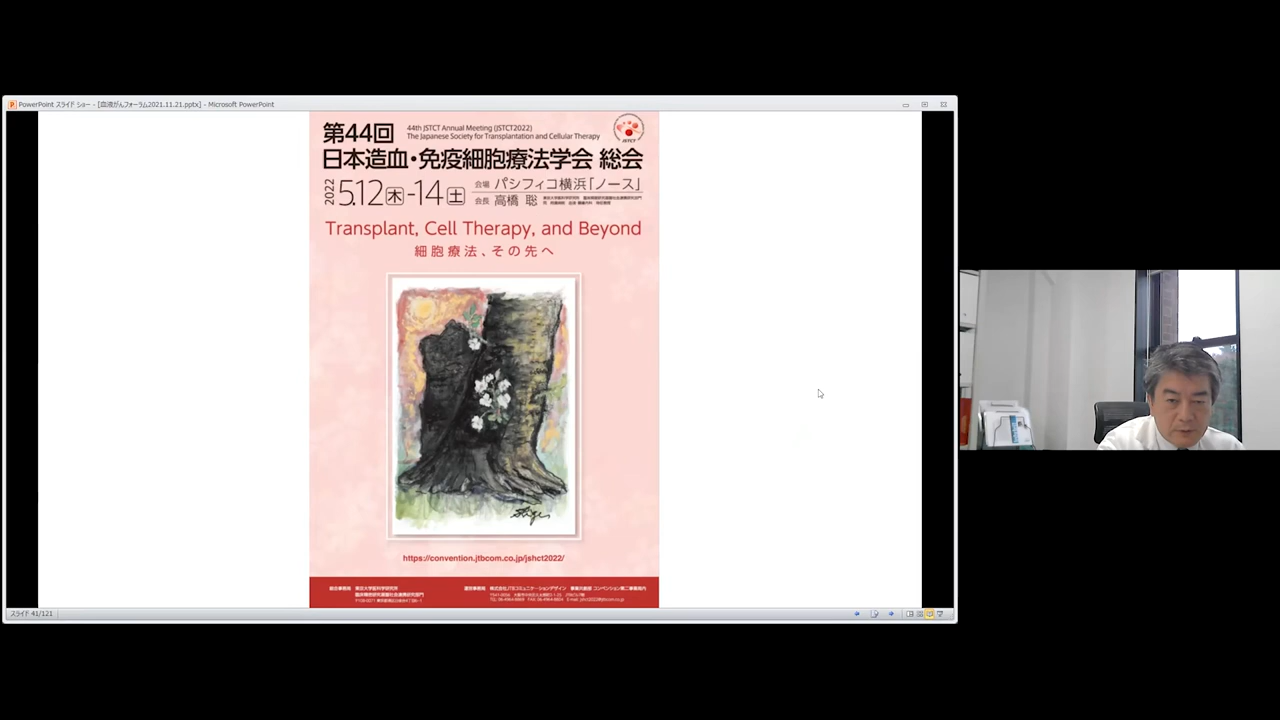 PowerPoint スライド ショー - [血液がんフォーラム2021.11.21.pptx] - Microsoft PowerPoint
第44回
44th JSTCT Annual Meeting (JSTCT2022)
The Japanese Society for Transplantation and Cellular Therapy
JSTCT
日本造血・免疫細胞療法学会 総会
2022
5.12木-14土
会場 パシフィコ横浜「ノース」
会長 高橋 聡
Transplant, Cell Therapy, and Beyond
細胞療法、その先へ
https://convention.jtbcom.co.jp/jshct2022/
スライド 41/121